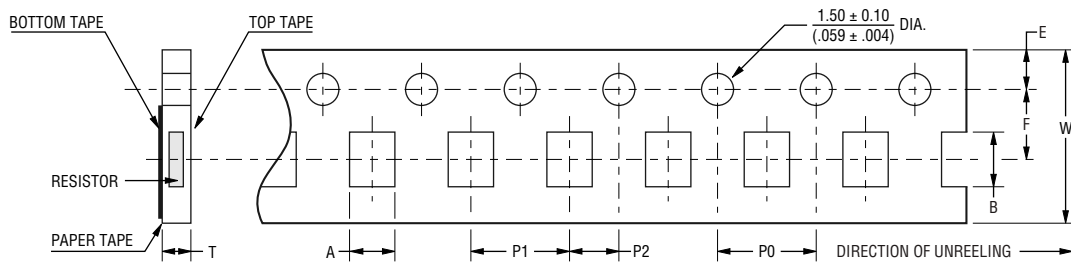 BOTTOM TAPE
TOP TAPE
1.50 ± 0.10
(.059 ± .004)
DIA.
E
F
W
RESISTOR
B
PAPER TAPE
T
A
P1
P2
P0
DIRECTION OF UNREELING